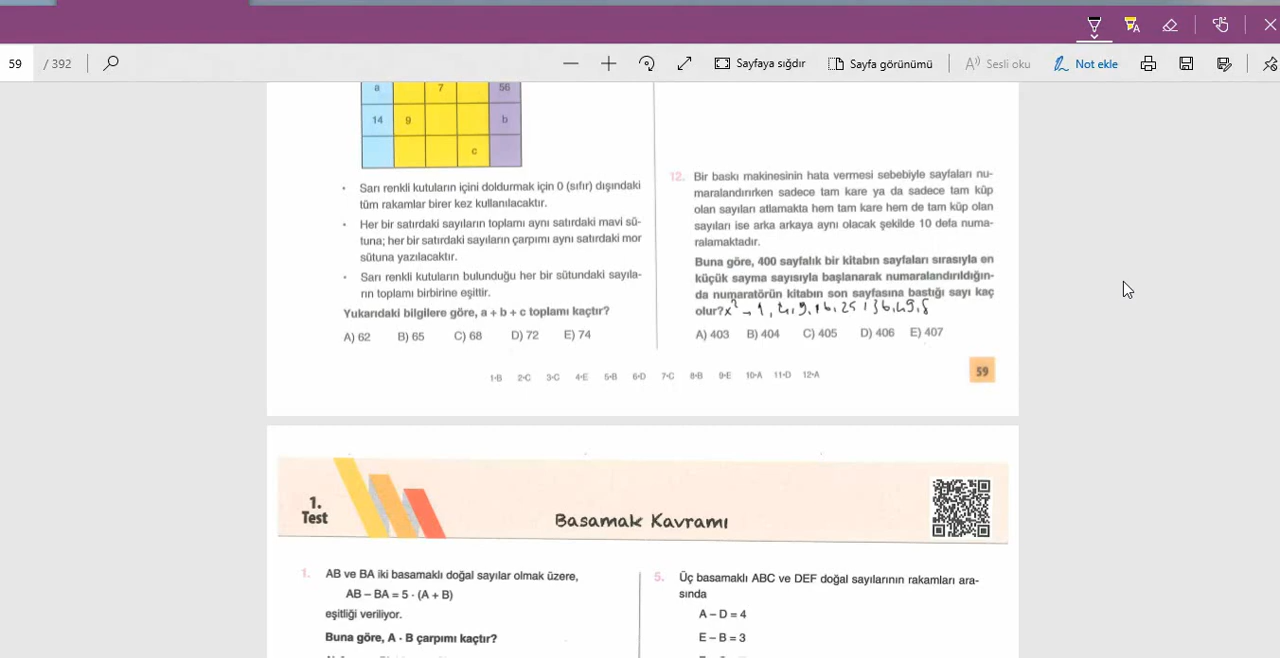 59 / 392
Sayfaya sığdır
Sayfa görünümü
Sesli oku
Not ekle
a 7 56
14 9 b
c
• Sarı renkli kutuların içini doldurmak için 0 (sıfır) dışındaki
tüm rakamlar birer kez kullanılacaktır.
• Her bir satırdaki sayıların toplamı aynı satırdaki mavi sü-
tuna; her bir satırdaki sayıların çarpımı aynı satırdaki mor
sütuna yazılacaktır.
• Sarı renkli kutuların bulunduğu her bir sütundaki sayıla-
rın toplamı birbirine eşittir.
Yukarıdaki bilgilere göre, a + b + c toplamı kaçtır?
A) 62 B) 65 C) 68 D) 72 E) 74
12. Bir baskı makinesinin hata vermesi sebebiyle sayfaları nu-
maralandırırken sadece tam kare ya da sadece tam küp
olan sayıları atlamakta hem tam kare hem de tam küp olan
sayıları ise arka arkaya aynı olacak şekilde 10 defa numa-
ralamaktadır.
Buna göre, 400 sayfalık bir kitabın sayfaları sırasıyla en
küçük sayma sayısıyla başlanarak numaralandırıldığın-
da numaratörün kitabın son sayfasına bastığı sayı kaç
olur? x² → 1, 4, 9, 16, 25, 36, 49,
A) 403 B) 404 C) 405 D) 406 E) 407
1-B 2-C 3-C 4-E 5-B 6-D 7-C 8-B 9-E 10-A 11-D 12-A
59
1.
Test
Basamak Kavramı
1. AB ve BA iki basamaklı doğal sayılar olmak üzere,
AB – BA = 5 · (A + B)
eşitliği veriliyor.
Buna göre, A · B çarpımı kaçtır?
5. Üç basamaklı ABC ve DEF doğal sayılarının rakamları ara-
sında
A – D = 4
E – B = 3